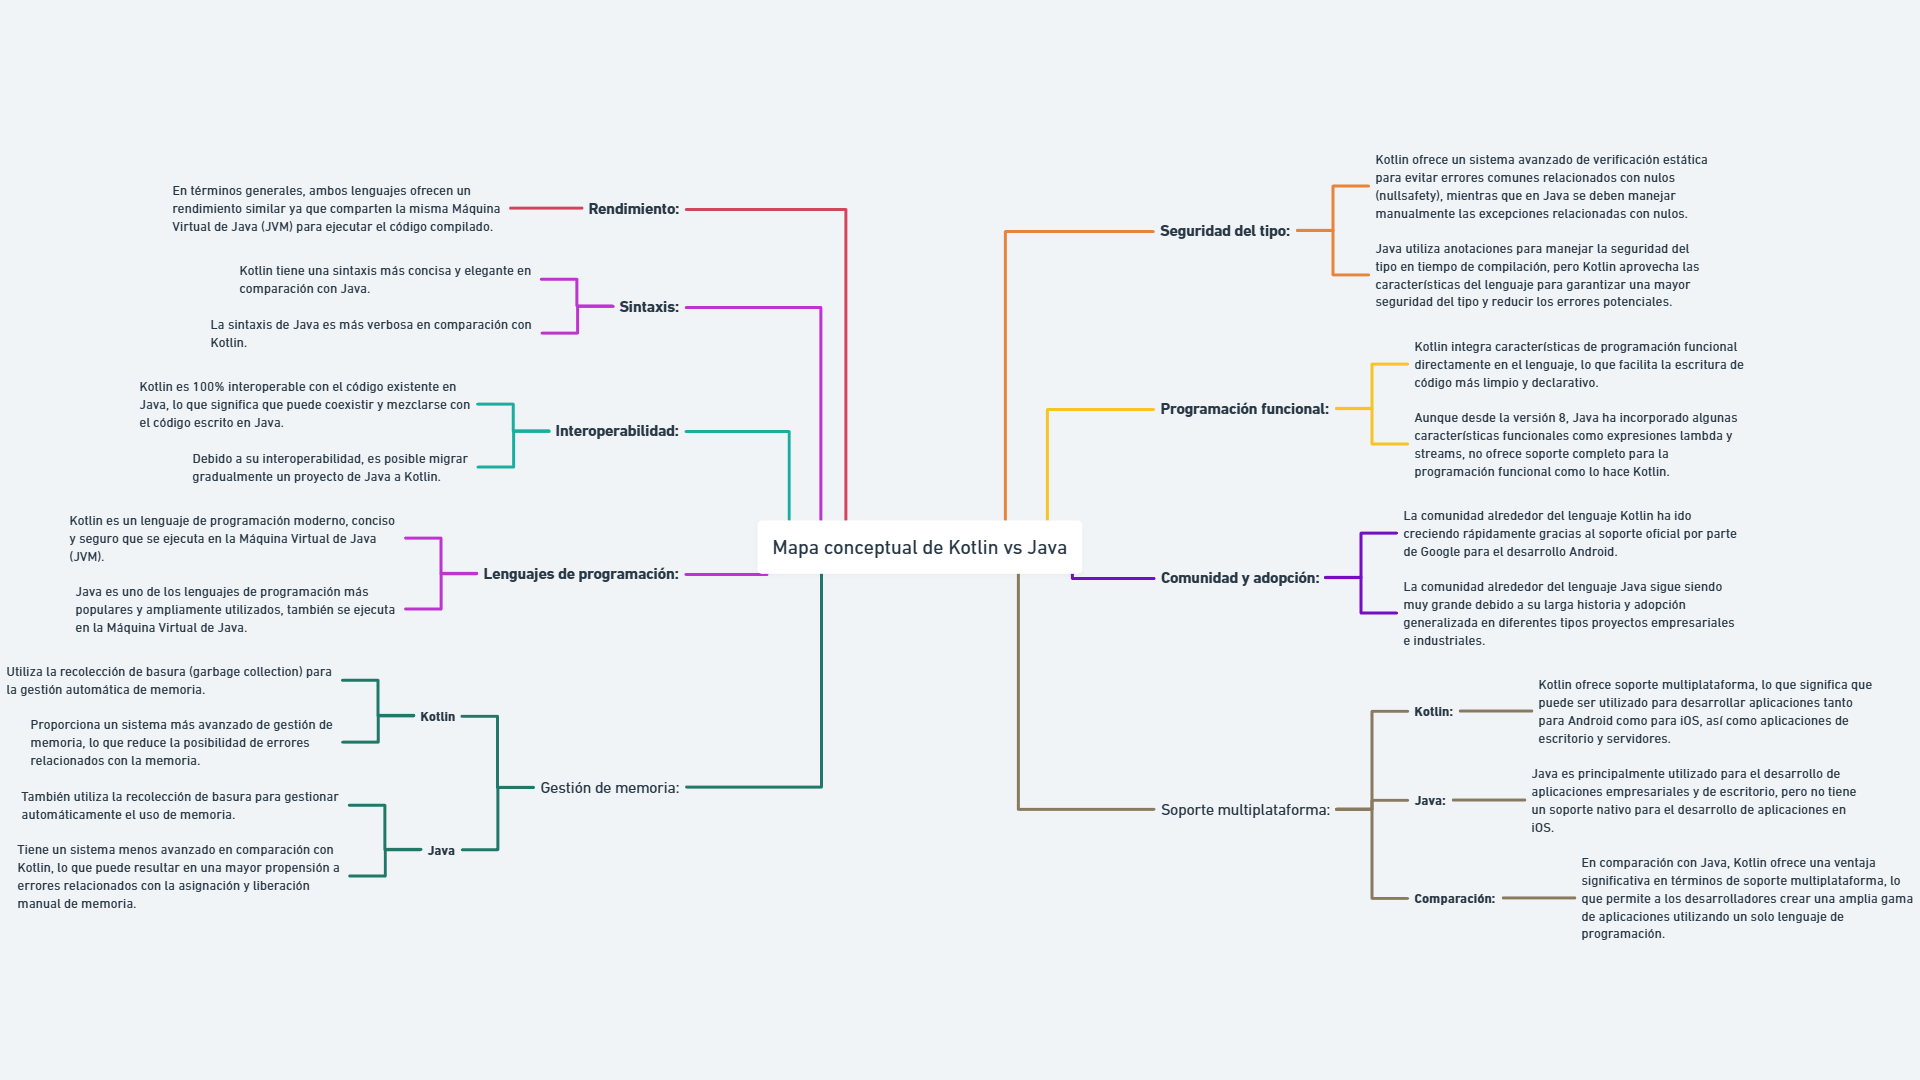 Mapa conceptual de Kotlin vs Java
Rendimiento:
En términos generales, ambos lenguajes ofrecen un
rendimiento similar ya que comparten la misma Máquina
Virtual de Java (JVM) para ejecutar el código compilado.
Sintaxis:
Kotlin tiene una sintaxis más concisa y elegante en
comparación con Java.
La sintaxis de Java es más verbosa en comparación con
Kotlin.
Interoperabilidad:
Kotlin es 100% interoperable con el código existente en
Java, lo que significa que puede coexistir y mezclarse con
el código escrito en Java.
Debido a su interoperabilidad, es posible migrar
gradualmente un proyecto de Java a Kotlin.
Lenguajes de programación:
Kotlin es un lenguaje de programación moderno, conciso
y seguro que se ejecuta en la Máquina Virtual de Java
(JVM).
Java es uno de los lenguajes de programación más
populares y ampliamente utilizados, también se ejecuta
en la Máquina Virtual de Java.
Gestión de memoria:
Kotlin
Utiliza la recolección de basura (garbage collection) para
la gestión automática de memoria.
Proporciona un sistema más avanzado de gestión de
memoria, lo que reduce la posibilidad de errores
relacionados con la memoria.
Java
También utiliza la recolección de basura para gestionar
automáticamente el uso de memoria.
Tiene un sistema menos avanzado en comparación con
Kotlin, lo que puede resultar en una mayor propensión a
errores relacionados con la asignación y liberación
manual de memoria.
Seguridad del tipo:
Kotlin ofrece un sistema avanzado de verificación estática
para evitar errores comunes relacionados con nulos
(nullsafety), mientras que en Java se deben manejar
manualmente las excepciones relacionadas con nulos.
Java utiliza anotaciones para manejar la seguridad del
tipo en tiempo de compilación, pero Kotlin aprovecha las
características del lenguaje para garantizar una mayor
seguridad del tipo y reducir los errores potenciales.
Programación funcional:
Kotlin integra características de programación funcional
directamente en el lenguaje, lo que facilita la escritura de
código más limpio y declarativo.
Aunque desde la versión 8, Java ha incorporado algunas
características funcionales como expresiones lambda y
streams, no ofrece soporte completo para la
programación funcional como lo hace Kotlin.
Comunidad y adopción:
La comunidad alrededor del lenguaje Kotlin ha ido
creciendo rápidamente gracias al soporte oficial por parte
de Google para el desarrollo Android.
La comunidad alrededor del lenguaje Java sigue siendo
muy grande debido a su larga historia y adopción
generalizada en diferentes tipos proyectos empresariales
e industriales.
Soporte multiplataforma:
Kotlin:
Kotlin ofrece soporte multiplataforma, lo que significa que
puede ser utilizado para desarrollar aplicaciones tanto
para Android como para iOS, así como aplicaciones de
escritorio y servidores.
Java:
Java es principalmente utilizado para el desarrollo de
aplicaciones empresariales y de escritorio, pero no tiene
un soporte nativo para el desarrollo de aplicaciones en
iOS.
Comparación:
En comparación con Java, Kotlin ofrece una ventaja
significativa en términos de soporte multiplataforma, lo
que permite a los desarrolladores crear una amplia gama
de aplicaciones utilizando un solo lenguaje de
programación.